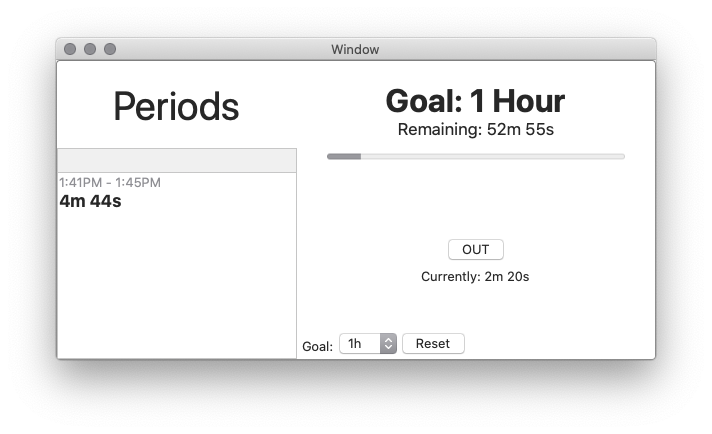 Window
Periods
1:41PM - 1:45PM
4m 44s
Goal: 1 Hour
Remaining: 52m 55s
OUT
Currently: 2m 20s
Goal: 1h Reset